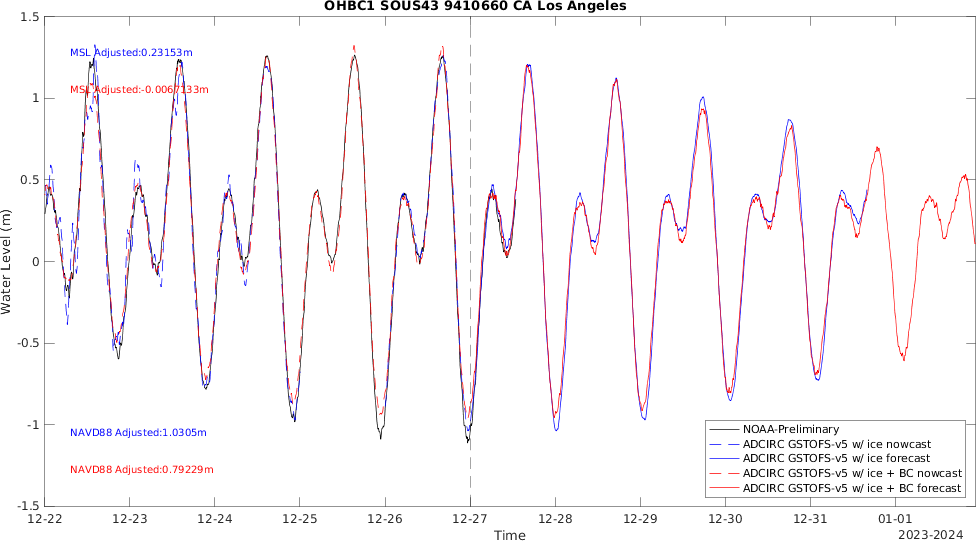 OHBC1 SOUS43 9410660 CA Los Angeles
1.5
1
0.5
0
-0.5
-1
-1.5
Water Level (m)
MSL Adjusted:0.23153m
MSL Adjusted:-0.0067133m
NAVD88 Adjusted:1.0305m
NAVD88 Adjusted:0.79229m
NOAA-Preliminary
ADCIRC GSTOFS-v5 w/ ice nowcast
ADCIRC GSTOFS-v5 w/ ice forecast
ADCIRC GSTOFS-v5 w/ ice + BC nowcast
ADCIRC GSTOFS-v5 w/ ice + BC forecast
12-22 12-23 12-24 12-25 12-26 12-27 12-28 12-29 12-30 12-31 01-01
Time
2023-2024